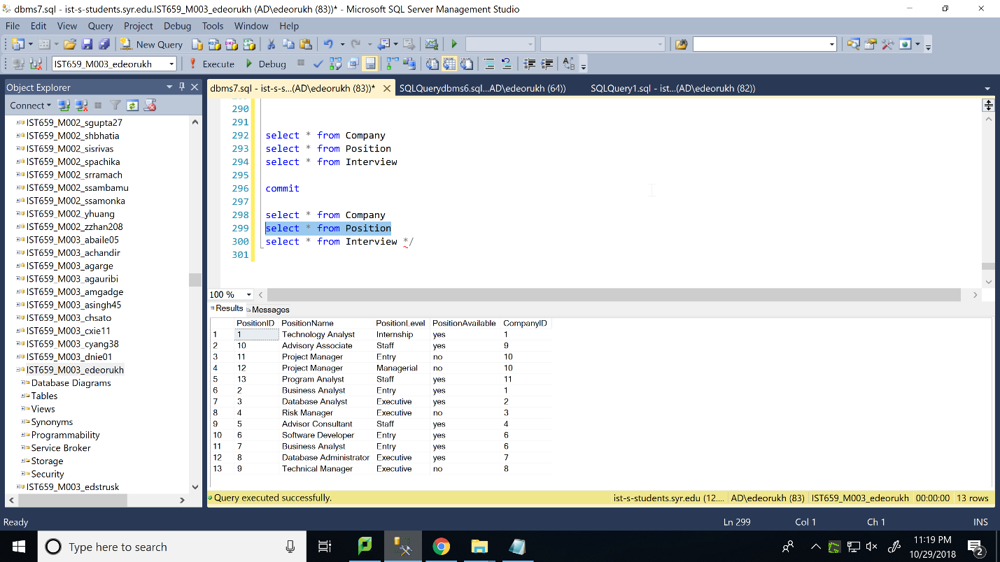 dbms7.sql - ist-s-students.syr.edu.IST659_M003_edeorukh (AD\edeorukh (83))* - Microsoft SQL Server Management Studio
File Edit View Query Project Debug Tools Window Help
New Query
IST659_M003_edeorukh Execute Debug
Object Explorer
dbms7.sql - ist-s-s...(AD\edeorukh (83))* SQLQuerydbms6.sql...AD\edeorukh (64)) SQLQuery1.sql - ist...(AD\edeorukh (82))
Connect
IST659_M002_sgupta27
IST659_M002_shbhatia
IST659_M002_sisrivas
IST659_M002_spachika
IST659_M002_srramach
IST659_M002_ssambamu
IST659_M002_ssamonka
IST659_M002_yhuang
IST659_M002_zzhan208
IST659_M003_abaile05
IST659_M003_achandir
IST659_M003_agarge
IST659_M003_agauribi
IST659_M003_amgadge
IST659_M003_asingh45
IST659_M003_chsato
IST659_M003_cxie11
IST659_M003_cyang38
IST659_M003_dnie01
IST659_M003_edeorukh
Database Diagrams
Tables
Views
Synonyms
Programmability
Service Broker
Storage
Security
IST659_M003_edstrusk
290
291
292 select * from Company
293 select * from Position
294 select * from Interview
295
296 commit
297
298 select * from Company
299 select * from Position
300 select * from Interview */
301
100 %
Results Messages
PositionID PositionName PositionLevel PositionAvailable CompanyID
1 1 Technology Analyst Internship yes 1
2 10 Advisory Associate Staff yes 9
3 11 Project Manager Entry no 10
4 12 Project Manager Managerial no 10
5 13 Program Analyst Staff yes 11
6 2 Business Analyst Entry yes 1
7 3 Database Analyst Executive yes 2
8 4 Risk Manager Executive no 3
9 5 Advisor Consultant Staff yes 4
10 6 Software Developer Entry yes 6
11 7 Business Analyst Entry yes 6
12 8 Database Administrator Executive yes 7
13 9 Technical Manager Executive no 8
Query executed successfully. ist-s-students.syr.edu (12.... AD\edeorukh (83) IST659_M003_edeorukh 00:00:00 13 rows
Ready Ln 299 Col 1 Ch 1 INS
Type here to search
11:19 PM
10/29/2018
2